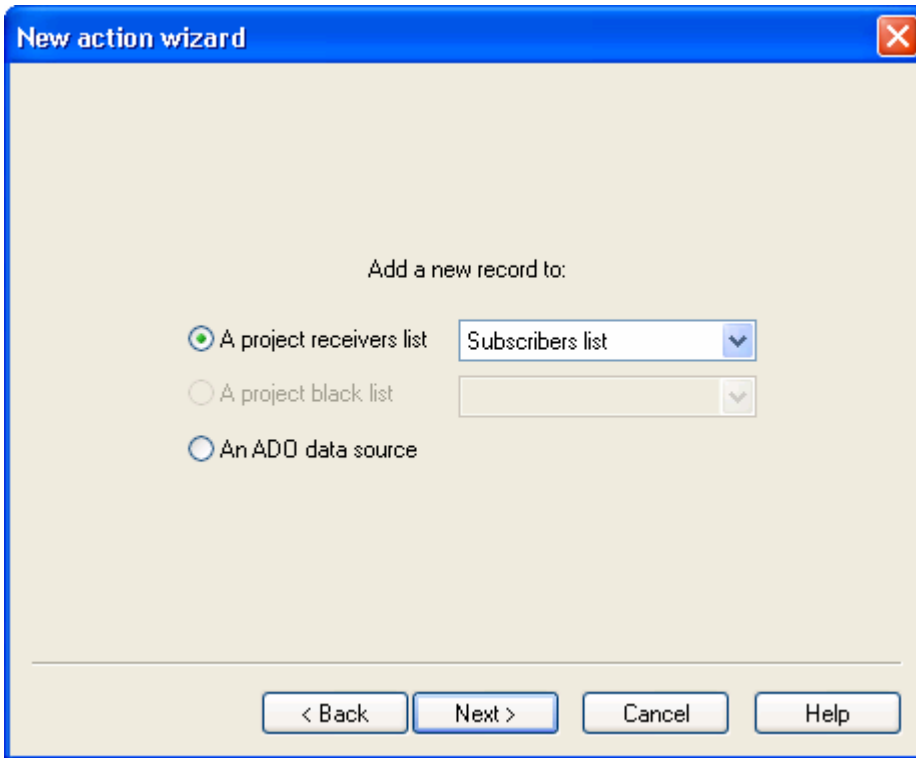 New action wizard
Add a new record to:
A project receivers list Subscribers list
A project black list
An ADO data source
< Back Next > Cancel Help